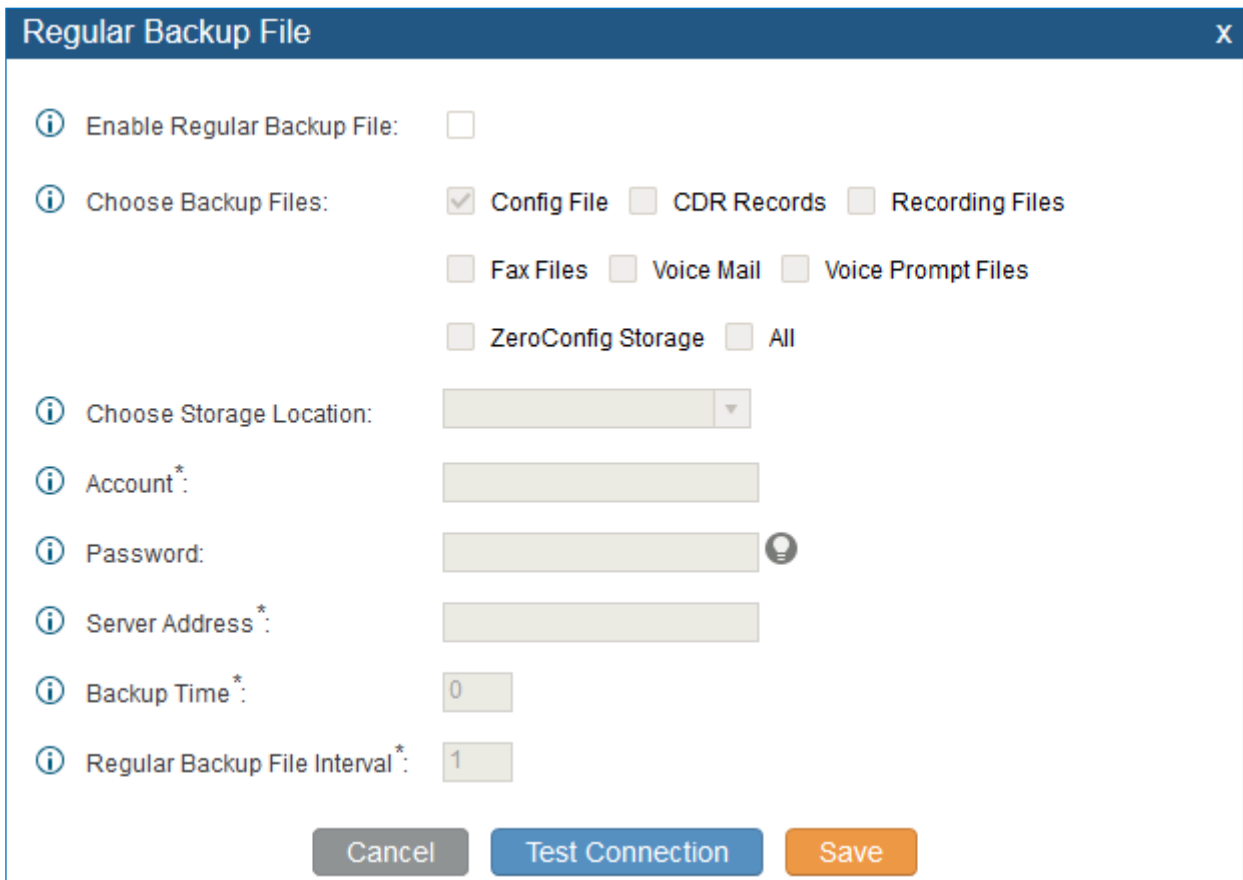 Regular Backup File x
Enable Regular Backup File:
Choose Backup Files: Config File CDR Records Recording Files
Fax Files Voice Mail Voice Prompt Files
ZeroConfig Storage All
Choose Storage Location:
Account*:
Password:
Server Address*:
Backup Time*: 0
Regular Backup File Interval*: 1
Cancel Test Connection Save